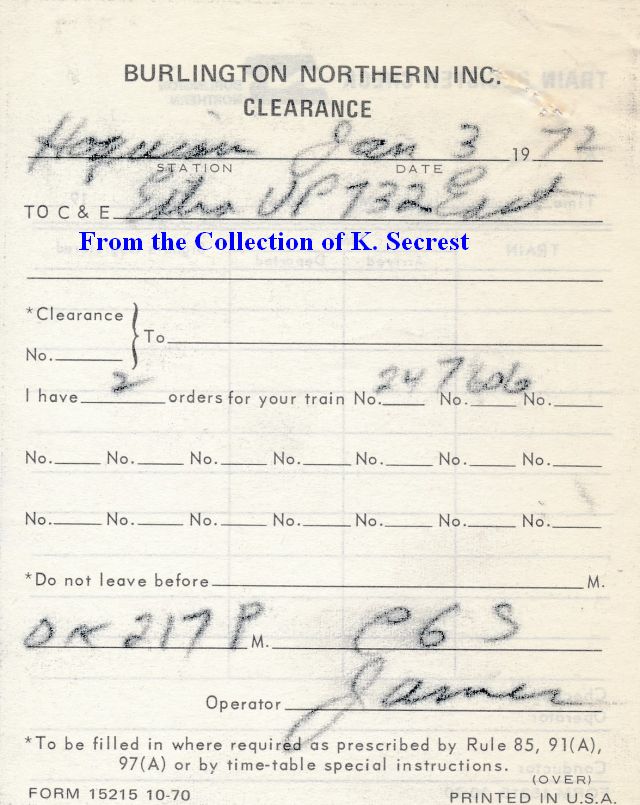 BURLINGTON NORTHERN INC.
CLEARANCE
Hoquiam Jan 3 19 72
STATION DATE
TO C & E Extra UP 732 East
From the Collection of K. Secrest
*Clearance
To
No.
I have 2 orders for your train No. 247 No. 606 No.
No. No. No. No. No. No. No.
No. No. No. No. No. No. No.
*Do not leave before M.
OK 217 P M. C G S
Operator James
*To be filled in where required as prescribed by Rule 85, 91(A),
97(A) or by time-table special instructions.
(OVER)
FORM 15215 10-70 PRINTED IN U.S.A.